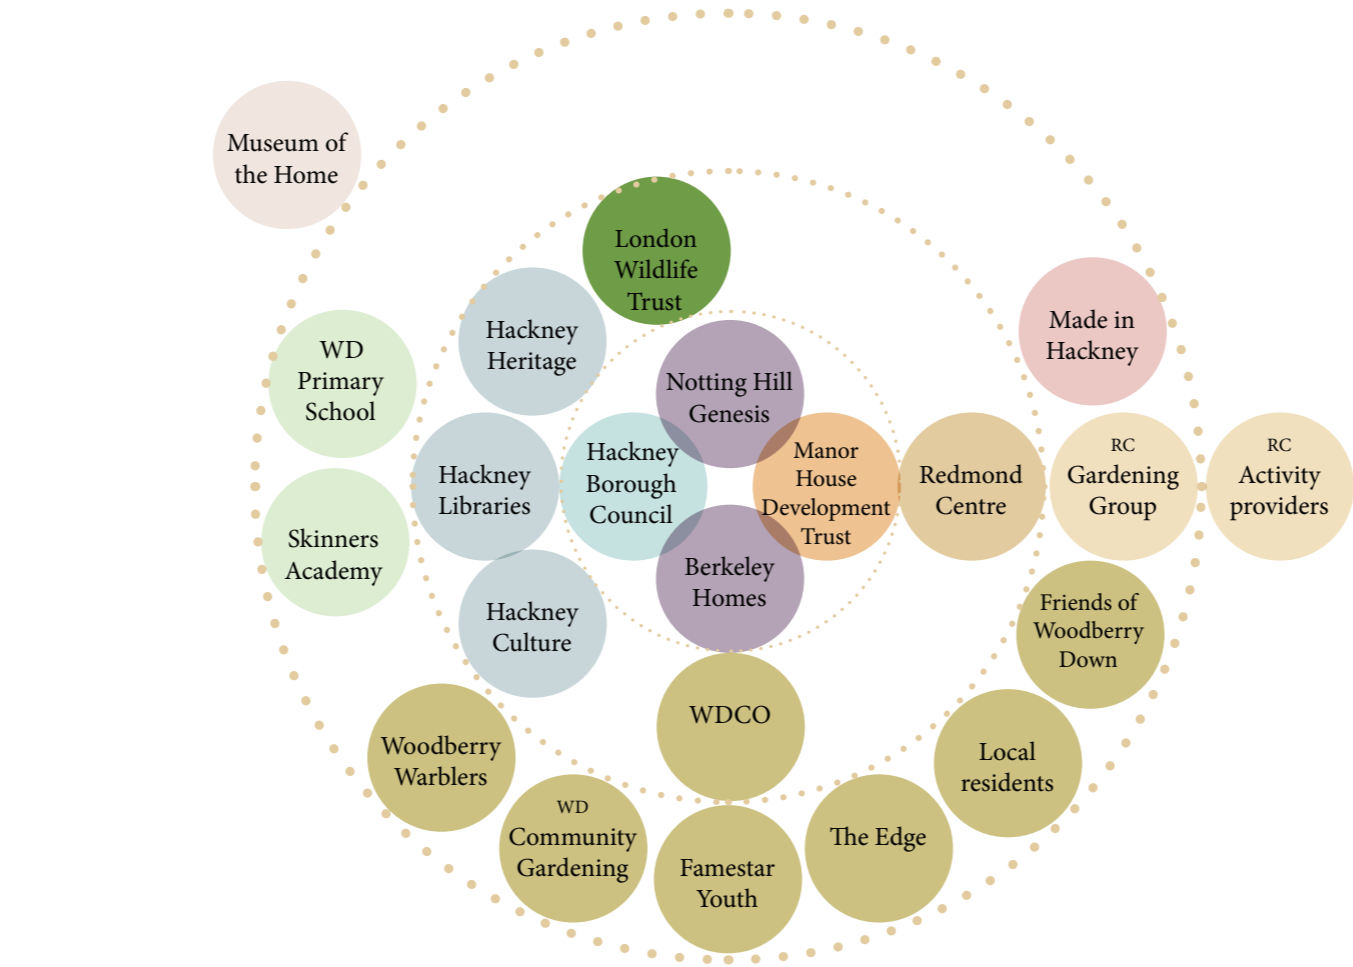 Museum of
the Home
London
Wildlife
Trust
Hackney
Heritage
Made in
Hackney
WD
Primary
School
Notting Hill
Genesis
Hackney
Libraries
Hackney
Borough
Council
Manor
House
Development
Trust
Redmond
Centre
RC
Gardening
Group
RC
Activity
providers
Skinners
Academy
Berkeley
Homes
Hackney
Culture
Friends of
Woodberry
Down
WDCO
Woodberry
Warblers
Local
residents
WD
Community
Gardening
Famestar
Youth
The Edge